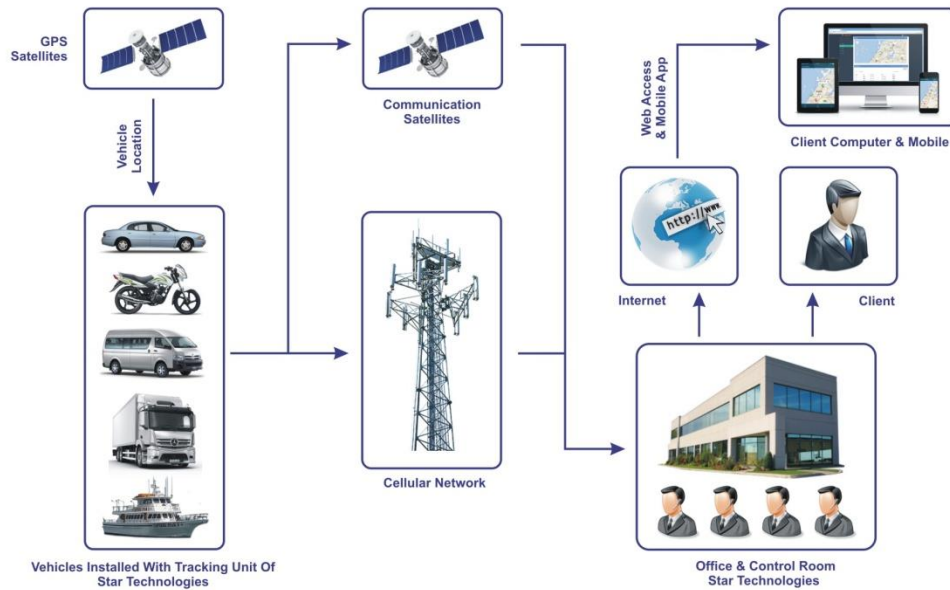 GPS
Satellites
Communication
Satellites
Web Access
& Mobile App
Client Computer & Mobile
Vehicle
Location
http://www
Internet
Client
Cellular Network
Vehicles Installed With Tracking Unit Of
Star Technologies
Office & Control Room
Star Technologies